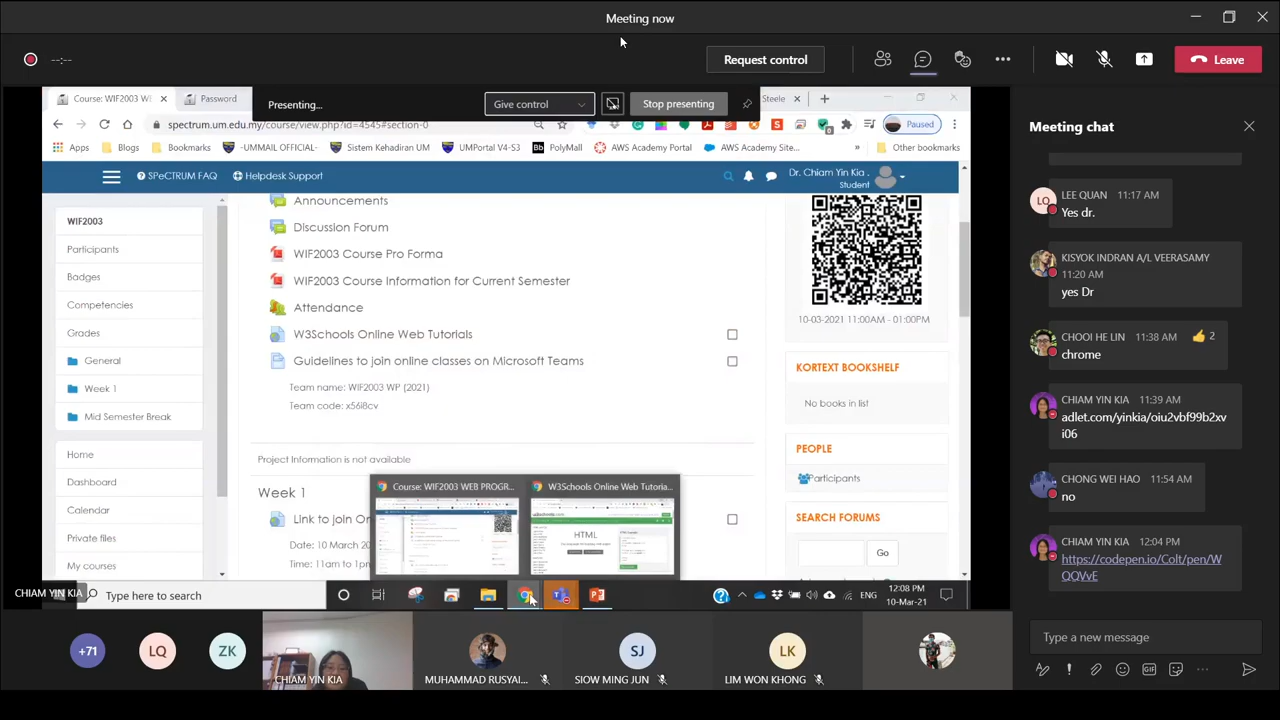 Meeting now
--:--
Request control
Leave
Course: WIF2003 WI
Password
Presenting...
Give control
Stop presenting
Steele
spectrum.um.edu.my/course/view.php?id=4545#section-0
Paused
Apps
Blogs
Bookmarks
-UMMAIL OFFICIAL-
Sistem Kehadiran UM
UMPortal V4-S3
Bb PolyMall
AWS Academy Portal
AWS Academy Site...
»
Other bookmarks
SPeCTRUM FAQ
Helpdesk Support
Dr. Chiam Yin Kia .
Student
WIF2003
Participants
Badges
Competencies
Grades
General
Week 1
Mid Semester Break
Home
Dashboard
Calendar
Private files
My courses
Announcements
Discussion Forum
WIF2003 Course Pro Forma
WIF2003 Course Information for Current Semester
Attendance
W3Schools Online Web Tutorials
Guidelines to join online classes on Microsoft Teams
Team name: WIF2003 WP (2021)
Team code: x56i8cv
Project Information is not available
Week 1
Link to join On
Date: 10 March
Time: 11am to 1pm
Course: WIF2003 WEB PROGR...
W3Schools Online Web Tutoria...
HTML
10-03-2021 11:00AM - 01:00PM
KORTEXT BOOKSHELF
No books in list
PEOPLE
Participants
SEARCH FORUMS
Go
CHIAM YIN KIA
Type here to search
ENG
12:08 PM
10-Mar-21
Meeting chat
LQ
LEE QUAN 11:17 AM
Yes dr.
KISYOK INDRAN A/L VEERASAMY
11:20 AM
yes Dr
CHOOI HE LIN 11:38 AM 2
chrome
CHIAM YIN KIA 11:39 AM
adlet.com/yinkia/oiu2vbf99b2xv
i06
CHONG WEI HAO 11:54 AM
no
CHIAM YIN KIA 12:04 PM
https://codepen.io/Colt/pen/W
QQVvE
Type a new message
GIF
+71
LQ
ZK
CHIAM YIN KIA
MUHAMMAD RUSYAI...
SJ
SIOW MING JUN
LK
LIM WON KHONG